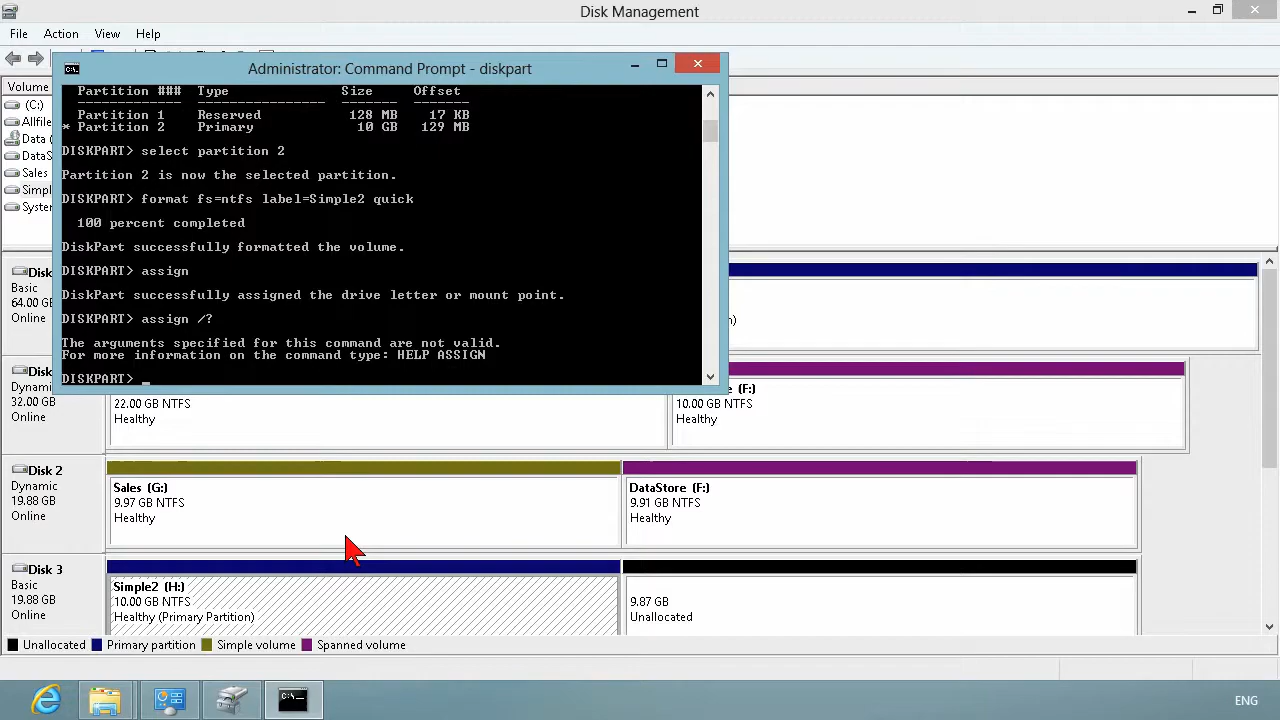 Disk Management
File Action View Help
Administrator: Command Prompt - diskpart
Volume
(C:)
Allfile
Data (
DataS
Sales
Simpl
System
Partition ### Type Size Offset
------------- ---------------- ------- -------
Partition 1 Reserved 128 MB 17 KB
* Partition 2 Primary 10 GB 129 MB
DISKPART> select partition 2
Partition 2 is now the selected partition.
DISKPART> format fs=ntfs label=Simple2 quick
100 percent completed
DiskPart successfully formatted the volume.
DISKPART> assign
DiskPart successfully assigned the drive letter or mount point.
DISKPART> assign /?
The arguments specified for this command are not valid.
For more information on the command type: HELP ASSIGN
DISKPART> _
Disk
Basic
64.00 GB
Online
n)
Disk
Dynamic
32.00 GB
Online
22.00 GB NTFS
Healthy
e (F:)
10.00 GB NTFS
Healthy
Disk 2
Dynamic
19.88 GB
Online
Sales (G:)
9.97 GB NTFS
Healthy
DataStore (F:)
9.91 GB NTFS
Healthy
Disk 3
Basic
19.88 GB
Online
Simple2 (H:)
10.00 GB NTFS
Healthy (Primary Partition)
9.87 GB
Unallocated
Unallocated Primary partition Simple volume Spanned volume
ENG